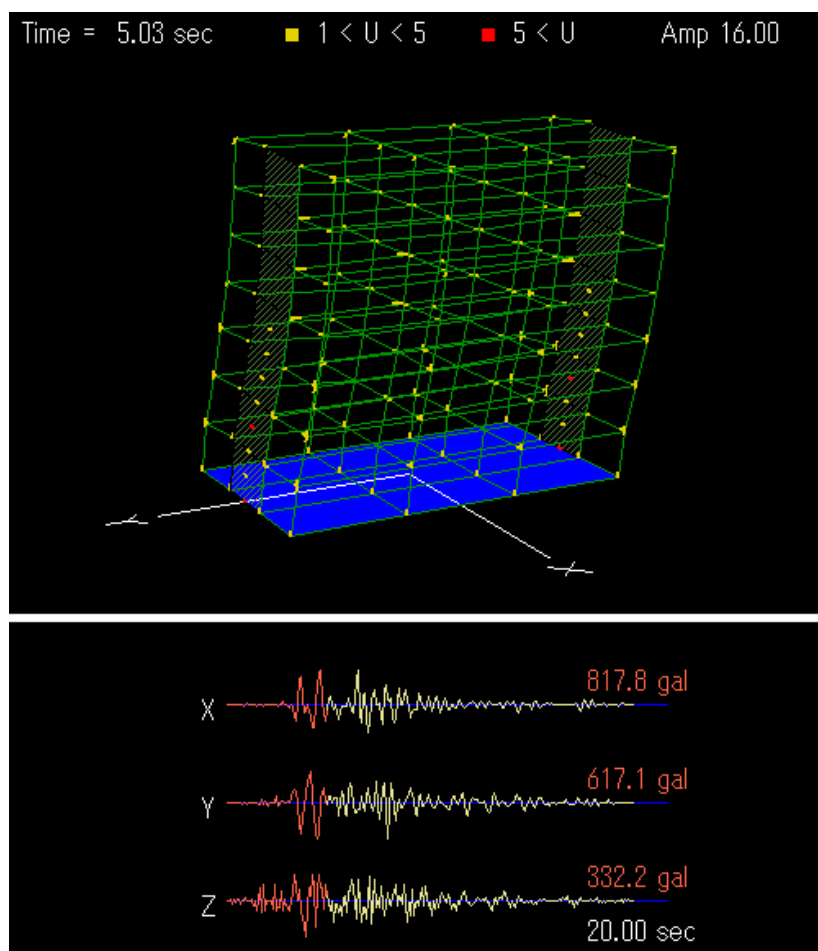 Time = 5.03 sec 1 < U < 5 5 < U Amp 16.00
Y
X
X 817.8 gal
Y 617.1 gal
Z 332.2 gal
20.00 sec